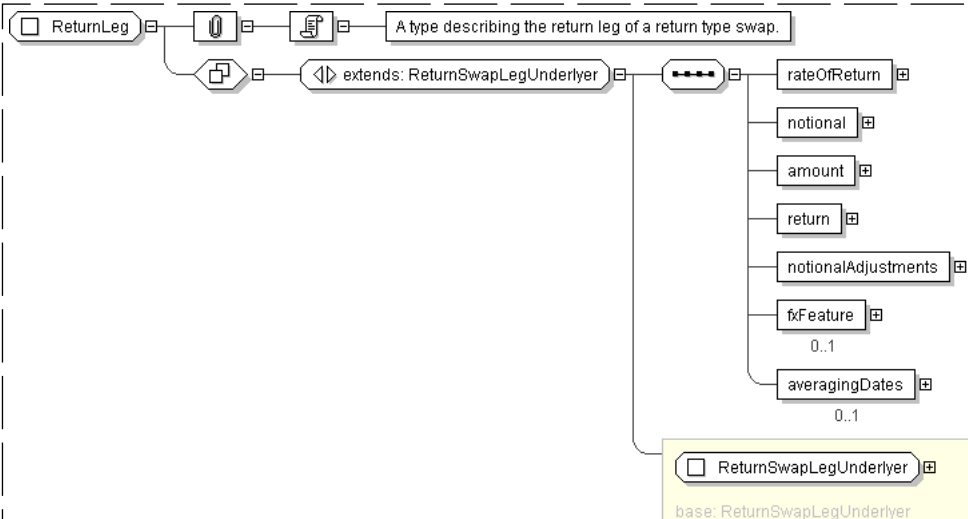 ReturnLeg
A type describing the return leg of a return type swap.
extends: ReturnSwapLegUnderlyer
rateOfReturn
notional
amount
return
notionalAdjustments
fxFeature
0..1
averagingDates
0..1
ReturnSwapLegUnderlyer
base: ReturnSwapLegUnderlyer